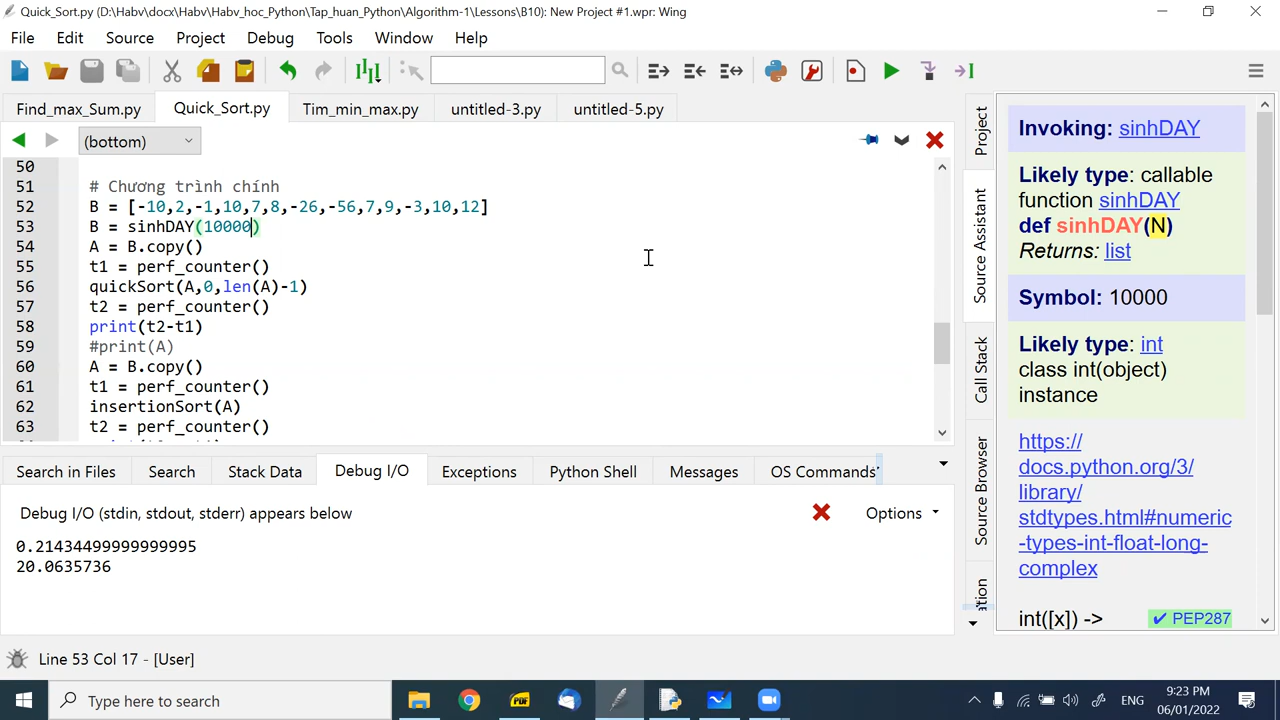 Quick_Sort.py (D:\Habv\docx\Habv\Habv_hoc_Python\Tap_huan_Python\Algorithm-1\Lessons\B10): New Project #1.wpr: Wing
File Edit Source Project Debug Tools Window Help
Find_max_Sum.py Quick_Sort.py Tim_min_max.py untitled-3.py untitled-5.py
(bottom)
50
51 # Chương trình chính
52 B = [-10,2,-1,10,7,8,-26,-56,7,9,-3,10,12]
53 B = sinhDAY(10000)
54 A = B.copy()
55 t1 = perf_counter()
56 quickSort(A,0,len(A)-1)
57 t2 = perf_counter()
58 print(t2-t1)
59 #print(A)
60 A = B.copy()
61 t1 = perf_counter()
62 insertionSort(A)
63 t2 = perf_counter()
Search in Files Search Stack Data Debug I/O Exceptions Python Shell Messages OS Commands
Debug I/O (stdin, stdout, stderr) appears below
Options
0.21434499999999995
20.0635736
Project
Source Assistant
Call Stack
Source Browser
Invoking: sinhDAY
Likely type: callable
function sinhDAY
def sinhDAY(N)
Returns: list
Symbol: 10000
Likely type: int
class int(object)
instance
https://
docs.python.org/3/
library/
stdtypes.html#numeric
-types-int-float-long-
complex
int([x]) -> ✔ PEP287
Line 53 Col 17 - [User]
Type here to search
PDF
ENG
9:23 PM
06/01/2022